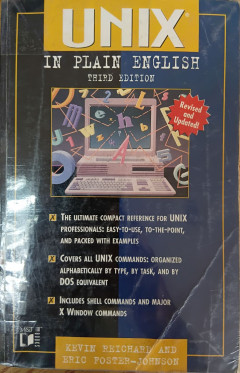 UNIX®
IN PLAIN ENGLISH
THIRD EDITION
Revised
and
Updated!
THE ULTIMATE COMPACT REFERENCE FOR UNIX
PROFESSIONALS: EASY-TO-USE, TO-THE-POINT,
AND PACKED WITH EXAMPLES
COVERS ALL UNIX COMMANDS: ORGANIZED
ALPHABETICALLY BY TYPE, BY TASK, AND BY
DOS EQUIVALENT
INCLUDES SHELL COMMANDS AND MAJOR
X WINDOW COMMANDS
KEVIN REICHARD AND
ERIC FOSTER-JOHNSON